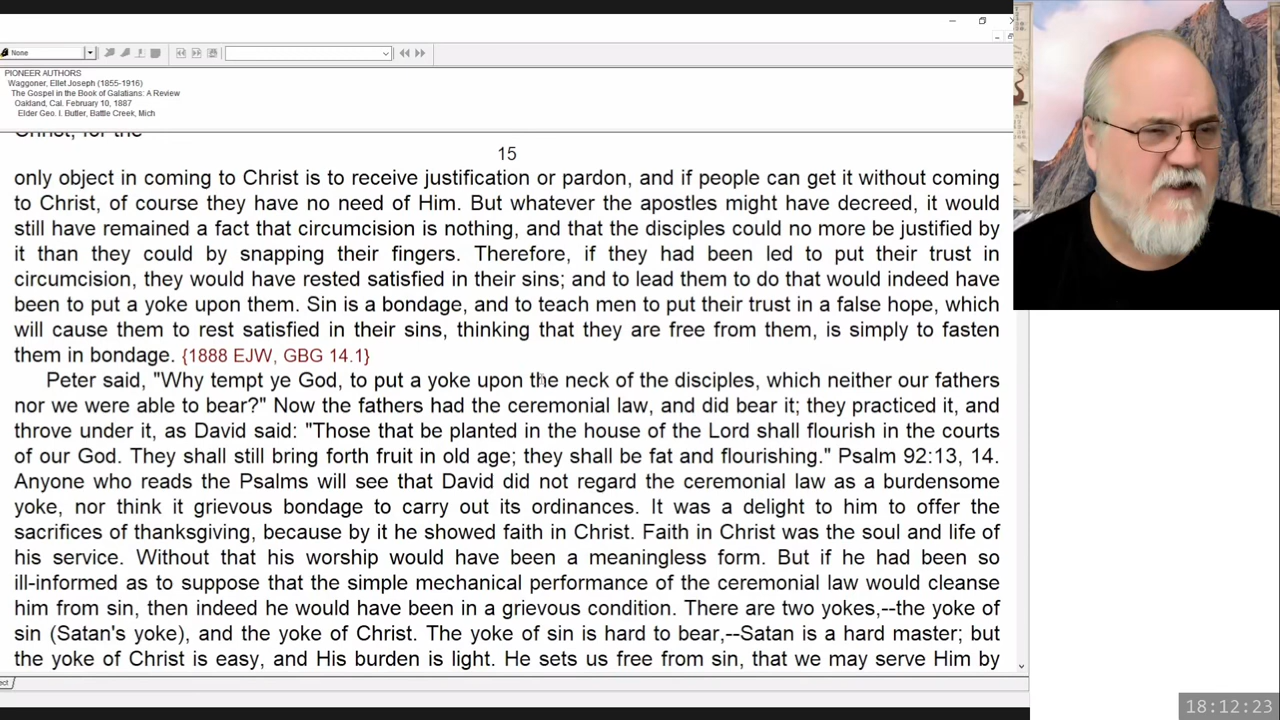 None
PIONEER AUTHORS
Waggoner, Ellet Joseph (1855-1916)
The Gospel in the Book of Galatians: A Review
Oakland, Cal. February 10, 1887
Elder Geo. I. Butler, Battle Creek, Mich
Christ, for the
15
only object in coming to Christ is to receive justification or pardon, and if people can get it without coming
to Christ, of course they have no need of Him. But whatever the apostles might have decreed, it would
still have remained a fact that circumcision is nothing, and that the disciples could no more be justified by
it than they could by snapping their fingers. Therefore, if they had been led to put their trust in
circumcision, they would have rested satisfied in their sins; and to lead them to do that would indeed have
been to put a yoke upon them. Sin is a bondage, and to teach men to put their trust in a false hope, which
will cause them to rest satisfied in their sins, thinking that they are free from them, is simply to fasten
them in bondage. {1888 EJW, GBG 14.1}
Peter said, "Why tempt ye God, to put a yoke upon the neck of the disciples, which neither our fathers
nor we were able to bear?" Now the fathers had the ceremonial law, and did bear it; they practiced it, and
throve under it, as David said: "Those that be planted in the house of the Lord shall flourish in the courts
of our God. They shall still bring forth fruit in old age; they shall be fat and flourishing." Psalm 92:13, 14.
Anyone who reads the Psalms will see that David did not regard the ceremonial law as a burdensome
yoke, nor think it grievous bondage to carry out its ordinances. It was a delight to him to offer the
sacrifices of thanksgiving, because by it he showed faith in Christ. Faith in Christ was the soul and life of
his service. Without that his worship would have been a meaningless form. But if he had been so
ill-informed as to suppose that the simple mechanical performance of the ceremonial law would cleanse
him from sin, then indeed he would have been in a grievous condition. There are two yokes,--the yoke of
sin (Satan's yoke), and the yoke of Christ. The yoke of sin is hard to bear,--Satan is a hard master; but
the yoke of Christ is easy, and His burden is light. He sets us free from sin, that we may serve Him by
18:12:23